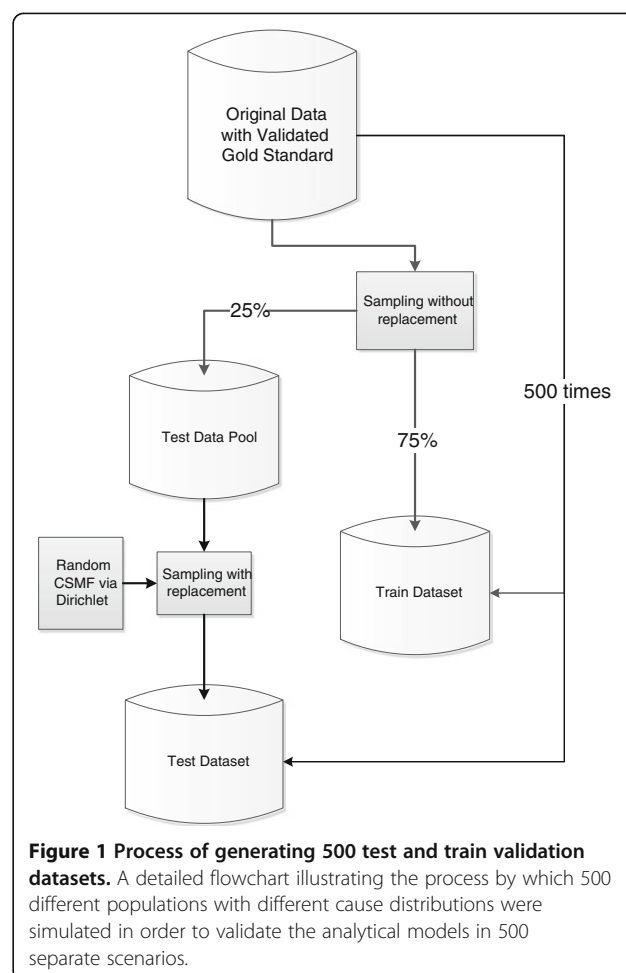 Original Data
with Validated
Gold Standard
Sampling without
replacement
25%
500 times
Test Data Pool
75%
Random
CSMF via
Dirichlet
Sampling with
replacement
Train Dataset
Test Dataset
Figure 1 Process of generating 500 test and train validation
datasets. A detailed flowchart illustrating the process by which 500
different populations with different cause distributions were
simulated in order to validate the analytical models in 500
separate scenarios.